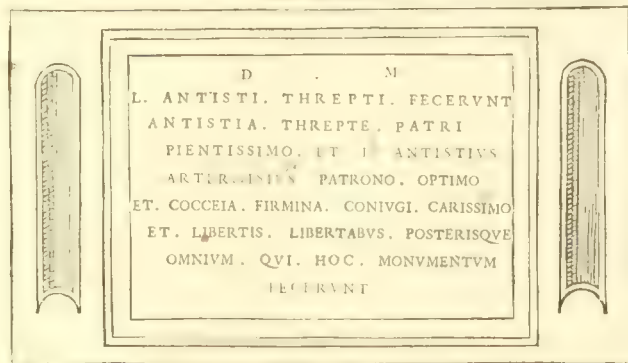 D . M
L. ANTISTI. THREPTI. FECERVNT
ANTISTIA. THREPTE. PATRI
PIENTISSIMO. ET ANTISTIVS
PATRONO. OPTIMO
ET. COCCEIA. FIRMINA. CONIVGI. CARISSIMO
ET. LIBERTIS. LIBERTABVS. POSTERISQVE
OMNIVM. QVI. HOC. MONVMENTVM
FECERVNT